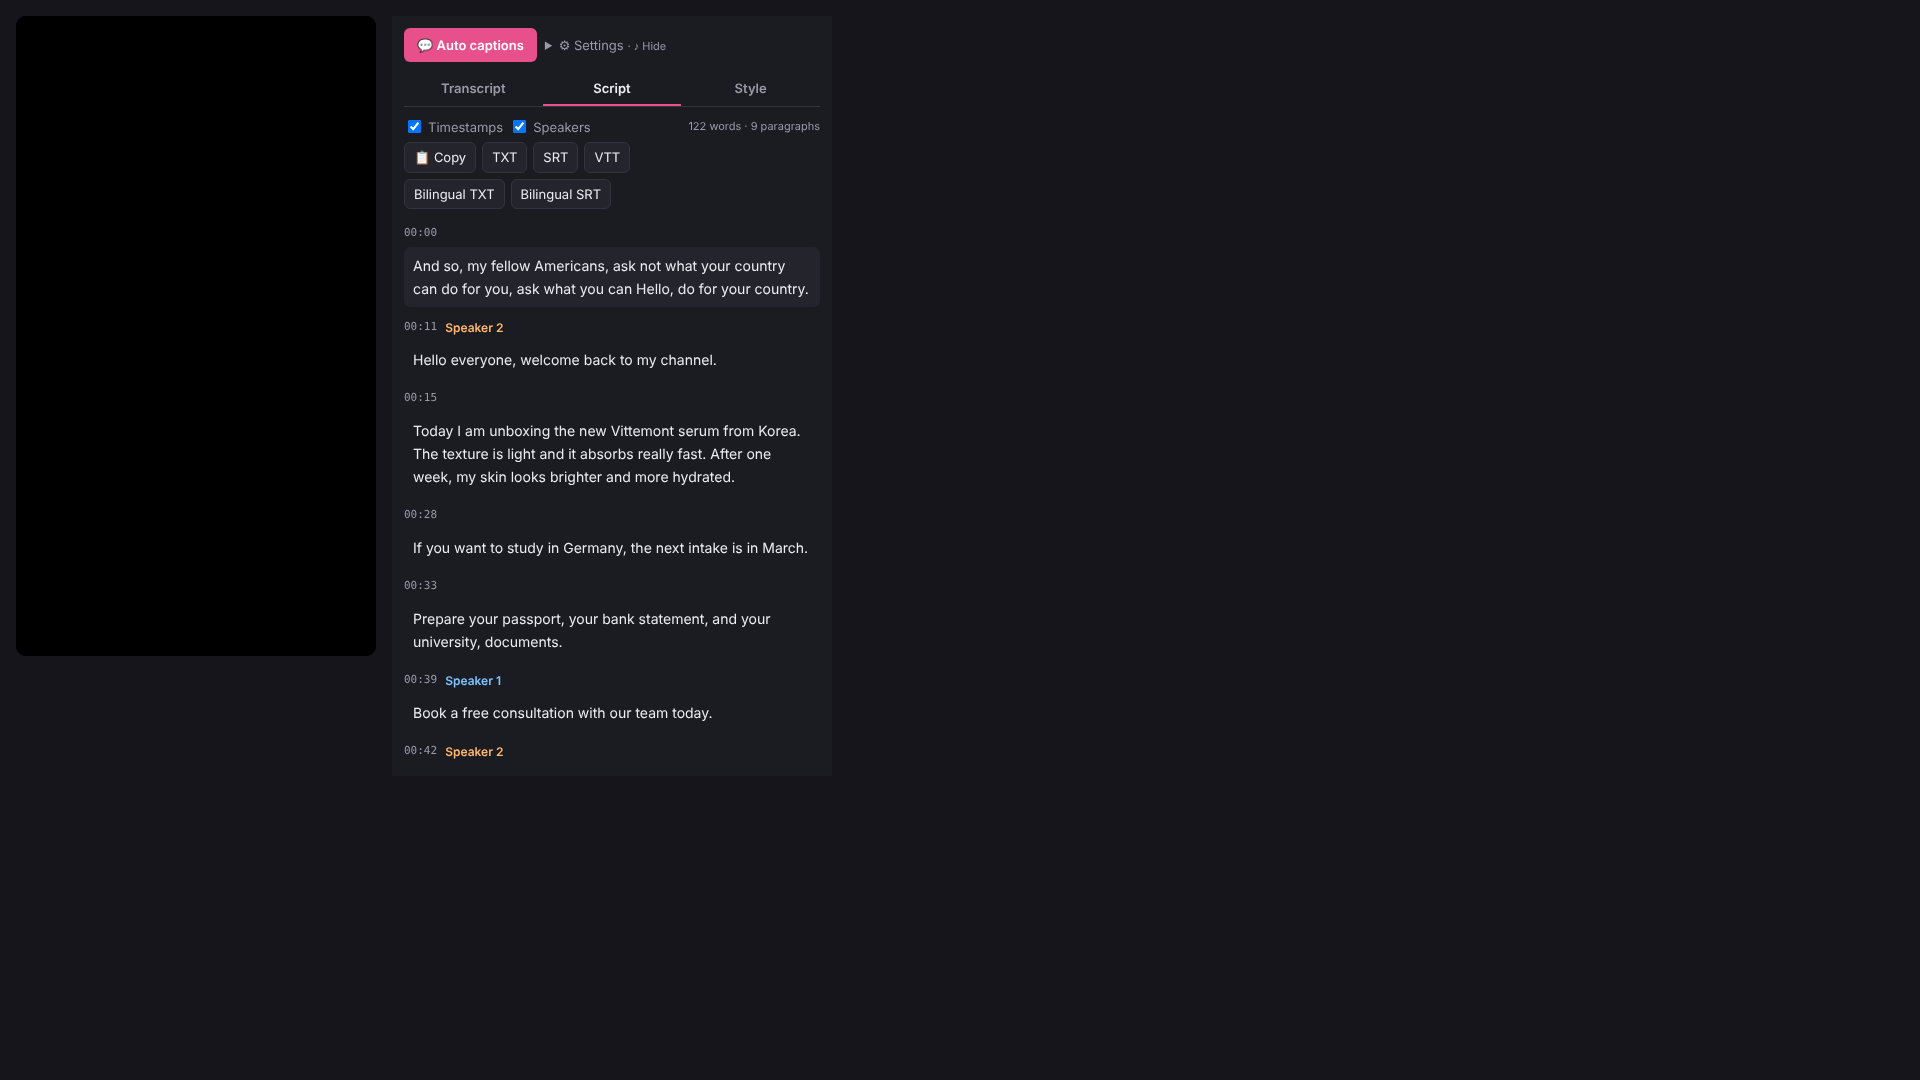 💬 Auto captions
▶ ⚙ Settings · ♪ Hide
Transcript
Script
Style
Timestamps
Speakers
122 words · 9 paragraphs
📋 Copy
TXT
SRT
VTT
Bilingual TXT
Bilingual SRT
00:00
And so, my fellow Americans, ask not what your country
can do for you, ask what you can Hello, do for your country.
00:11 Speaker 2
Hello everyone, welcome back to my channel.
00:15
Today I am unboxing the new Vittemont serum from Korea.
The texture is light and it absorbs really fast. After one
week, my skin looks brighter and more hydrated.
00:28
If you want to study in Germany, the next intake is in March.
00:33
Prepare your passport, your bank statement, and your
university, documents.
00:39 Speaker 1
Book a free consultation with our team today.
00:42 Speaker 2